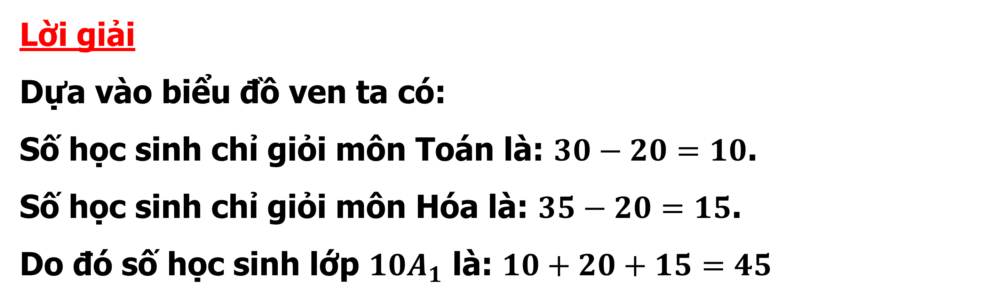 Lời giải
Dựa vào biểu đồ ven ta có:
Số học sinh chỉ giỏi môn Toán là: 30 − 20 = 10.
Số học sinh chỉ giỏi môn Hóa là: 35 − 20 = 15.
Do đó số học sinh lớp 10A₁ là: 10 + 20 + 15 = 45